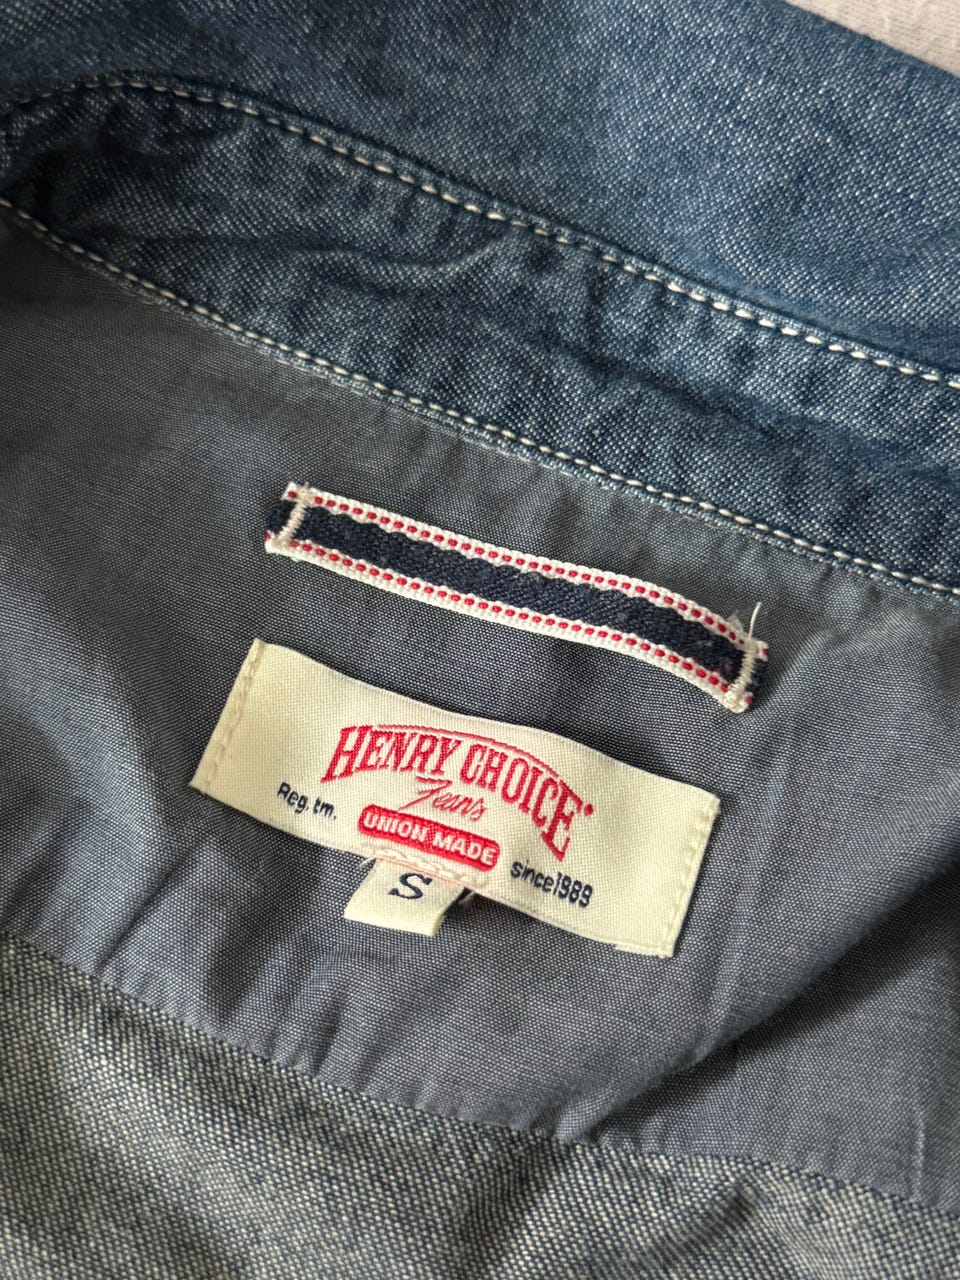 HENRY CHOICE
Jeans
Reg. tm.
UNION MADE
since1989
S